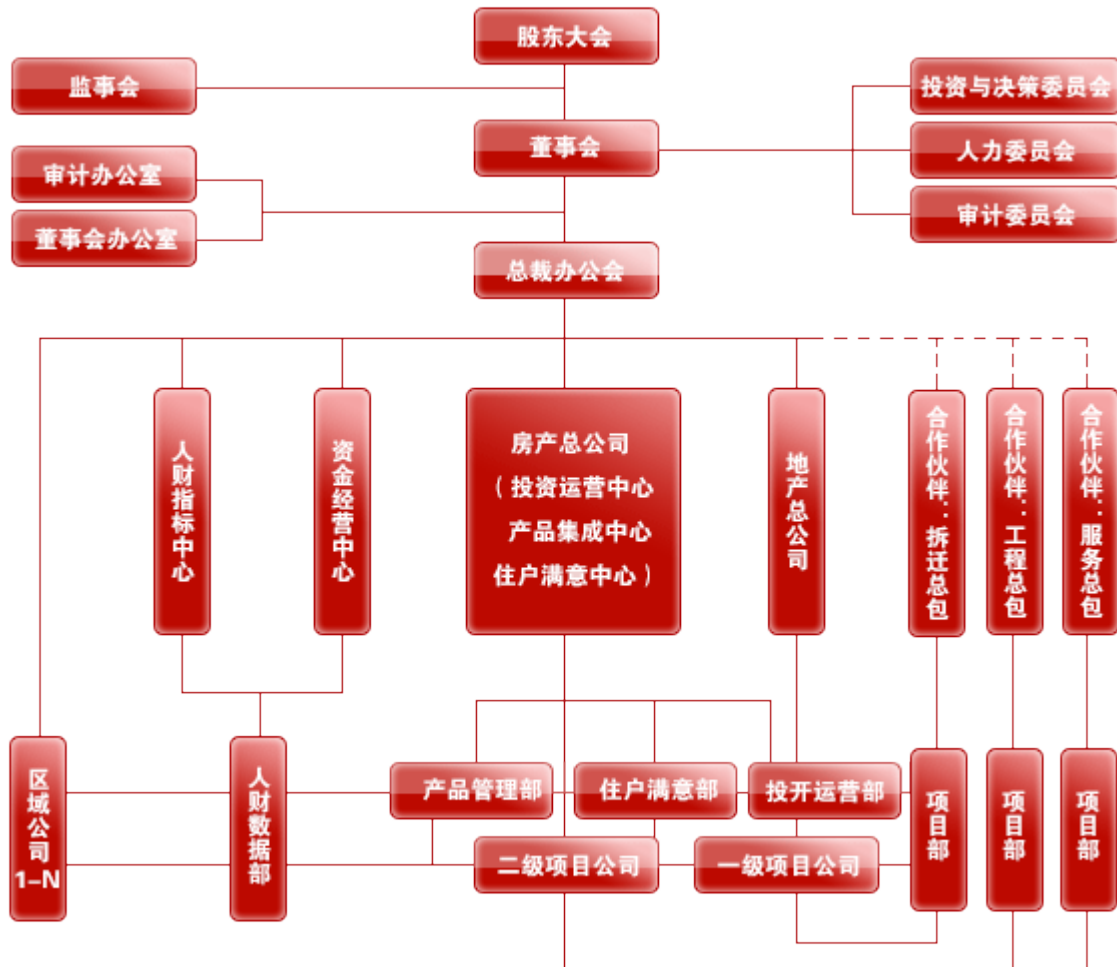 股东大会
监事会
投资与决策委员会
董事会
人力委员会
审计办公室
审计委员会
董事会办公室
总裁办公会
人财指标中心
资金经营中心
房产总公司
（投资运营中心
产品集成中心
住户满意中心）
地产总公司
合作伙伴：拆迁总包
合作伙伴：工程总包
合作伙伴：服务总包
区域公司
1–N
人财数据部
产品管理部
住户满意部
投开运营部
项目部
项目部
项目部
二级项目公司
一级项目公司